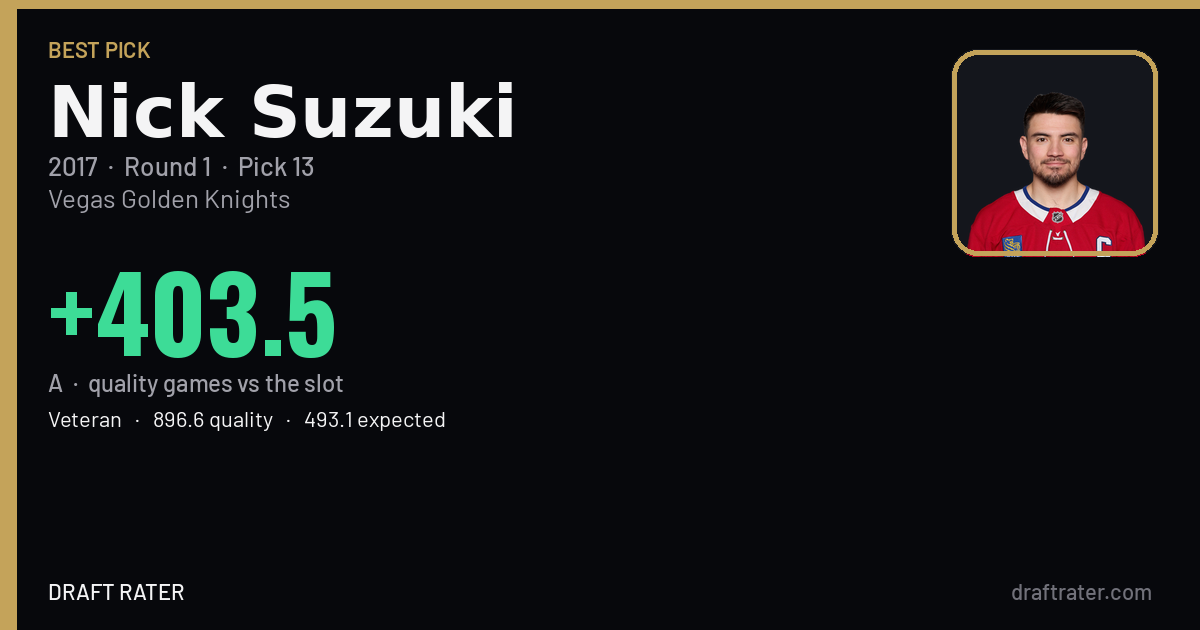 BEST PICK
Nick Suzuki
2017 · Round 1 · Pick 13
Vegas Golden Knights
+403.5
A · quality games vs the slot
Veteran · 896.6 quality · 493.1 expected
C
DRAFT RATER
draftrater.com